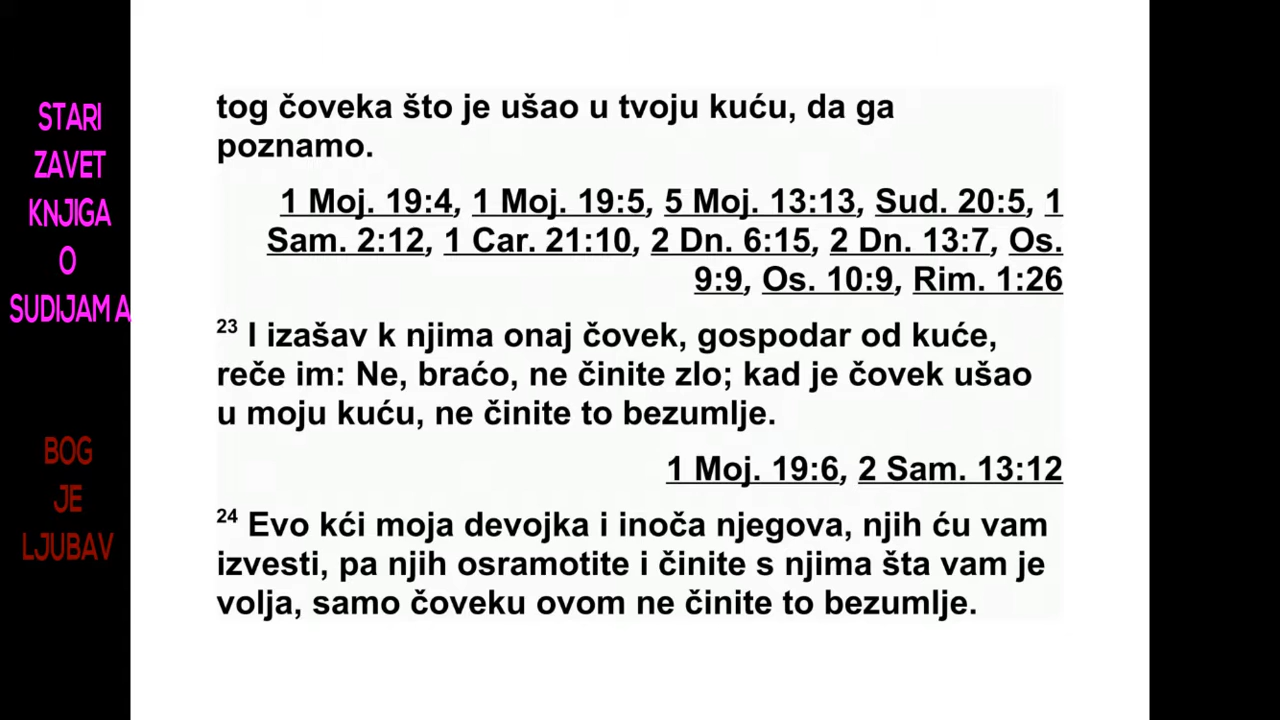 STARI
ZAVET
KNJIGA
O
SUDIJAMA
BOG
JE
LJUBAV
tog čoveka što je ušao u tvoju kuću, da ga
poznamo.
1 Moj. 19:4, 1 Moj. 19:5, 5 Moj. 13:13, Sud. 20:5, 1
Sam. 2:12, 1 Car. 21:10, 2 Dn. 6:15, 2 Dn. 13:7, Os.
9:9, Os. 10:9, Rim. 1:26
23 I izašav k njima onaj čovek, gospodar od kuće,
reče im: Ne, braćo, ne činite zlo; kad je čovek ušao
u moju kuću, ne činite to bezumlje.
1 Moj. 19:6, 2 Sam. 13:12
24 Evo kći moja devojka i inoča njegova, njih ću vam
izvesti, pa njih osramotite i činite s njima šta vam je
volja, samo čoveku ovom ne činite to bezumlje.